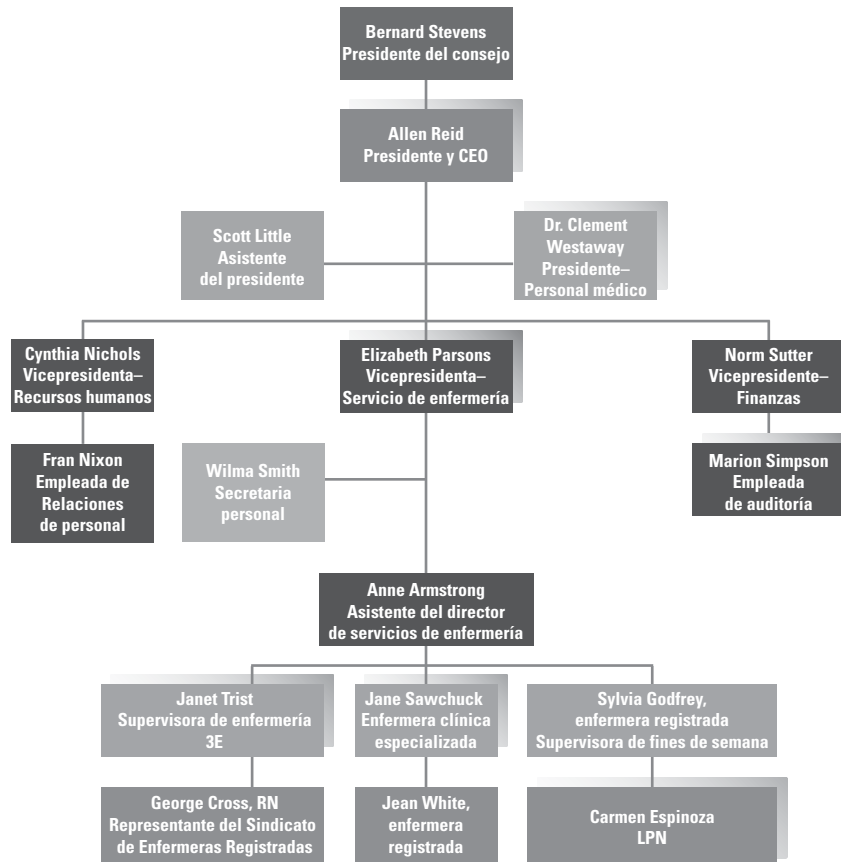 Bernard Stevens
Presidente del consejo
Allen Reid
Presidente y CEO
Scott Little
Asistente
del presidente
Dr. Clement
Westaway
Presidente–
Personal médico
Cynthia Nichols
Vicepresidenta–
Recursos humanos
Elizabeth Parsons
Vicepresidenta–
Servicio de enfermería
Norm Sutter
Vicepresidente–
Finanzas
Fran Nixon
Empleada de
Relaciones
de personal
Wilma Smith
Secretaria
personal
Marion Simpson
Empleada
de auditoría
Anne Armstrong
Asistente del director
de servicios de enfermería
Janet Trist
Supervisora de enfermería
3E
Jane Sawchuck
Enfermera clínica
especializada
Sylvia Godfrey,
enfermera registrada
Supervisora de fines de semana
George Cross, RN
Representante del Sindicato
de Enfermeras Registradas
Jean White,
enfermera
registrada
Carmen Espinoza
LPN